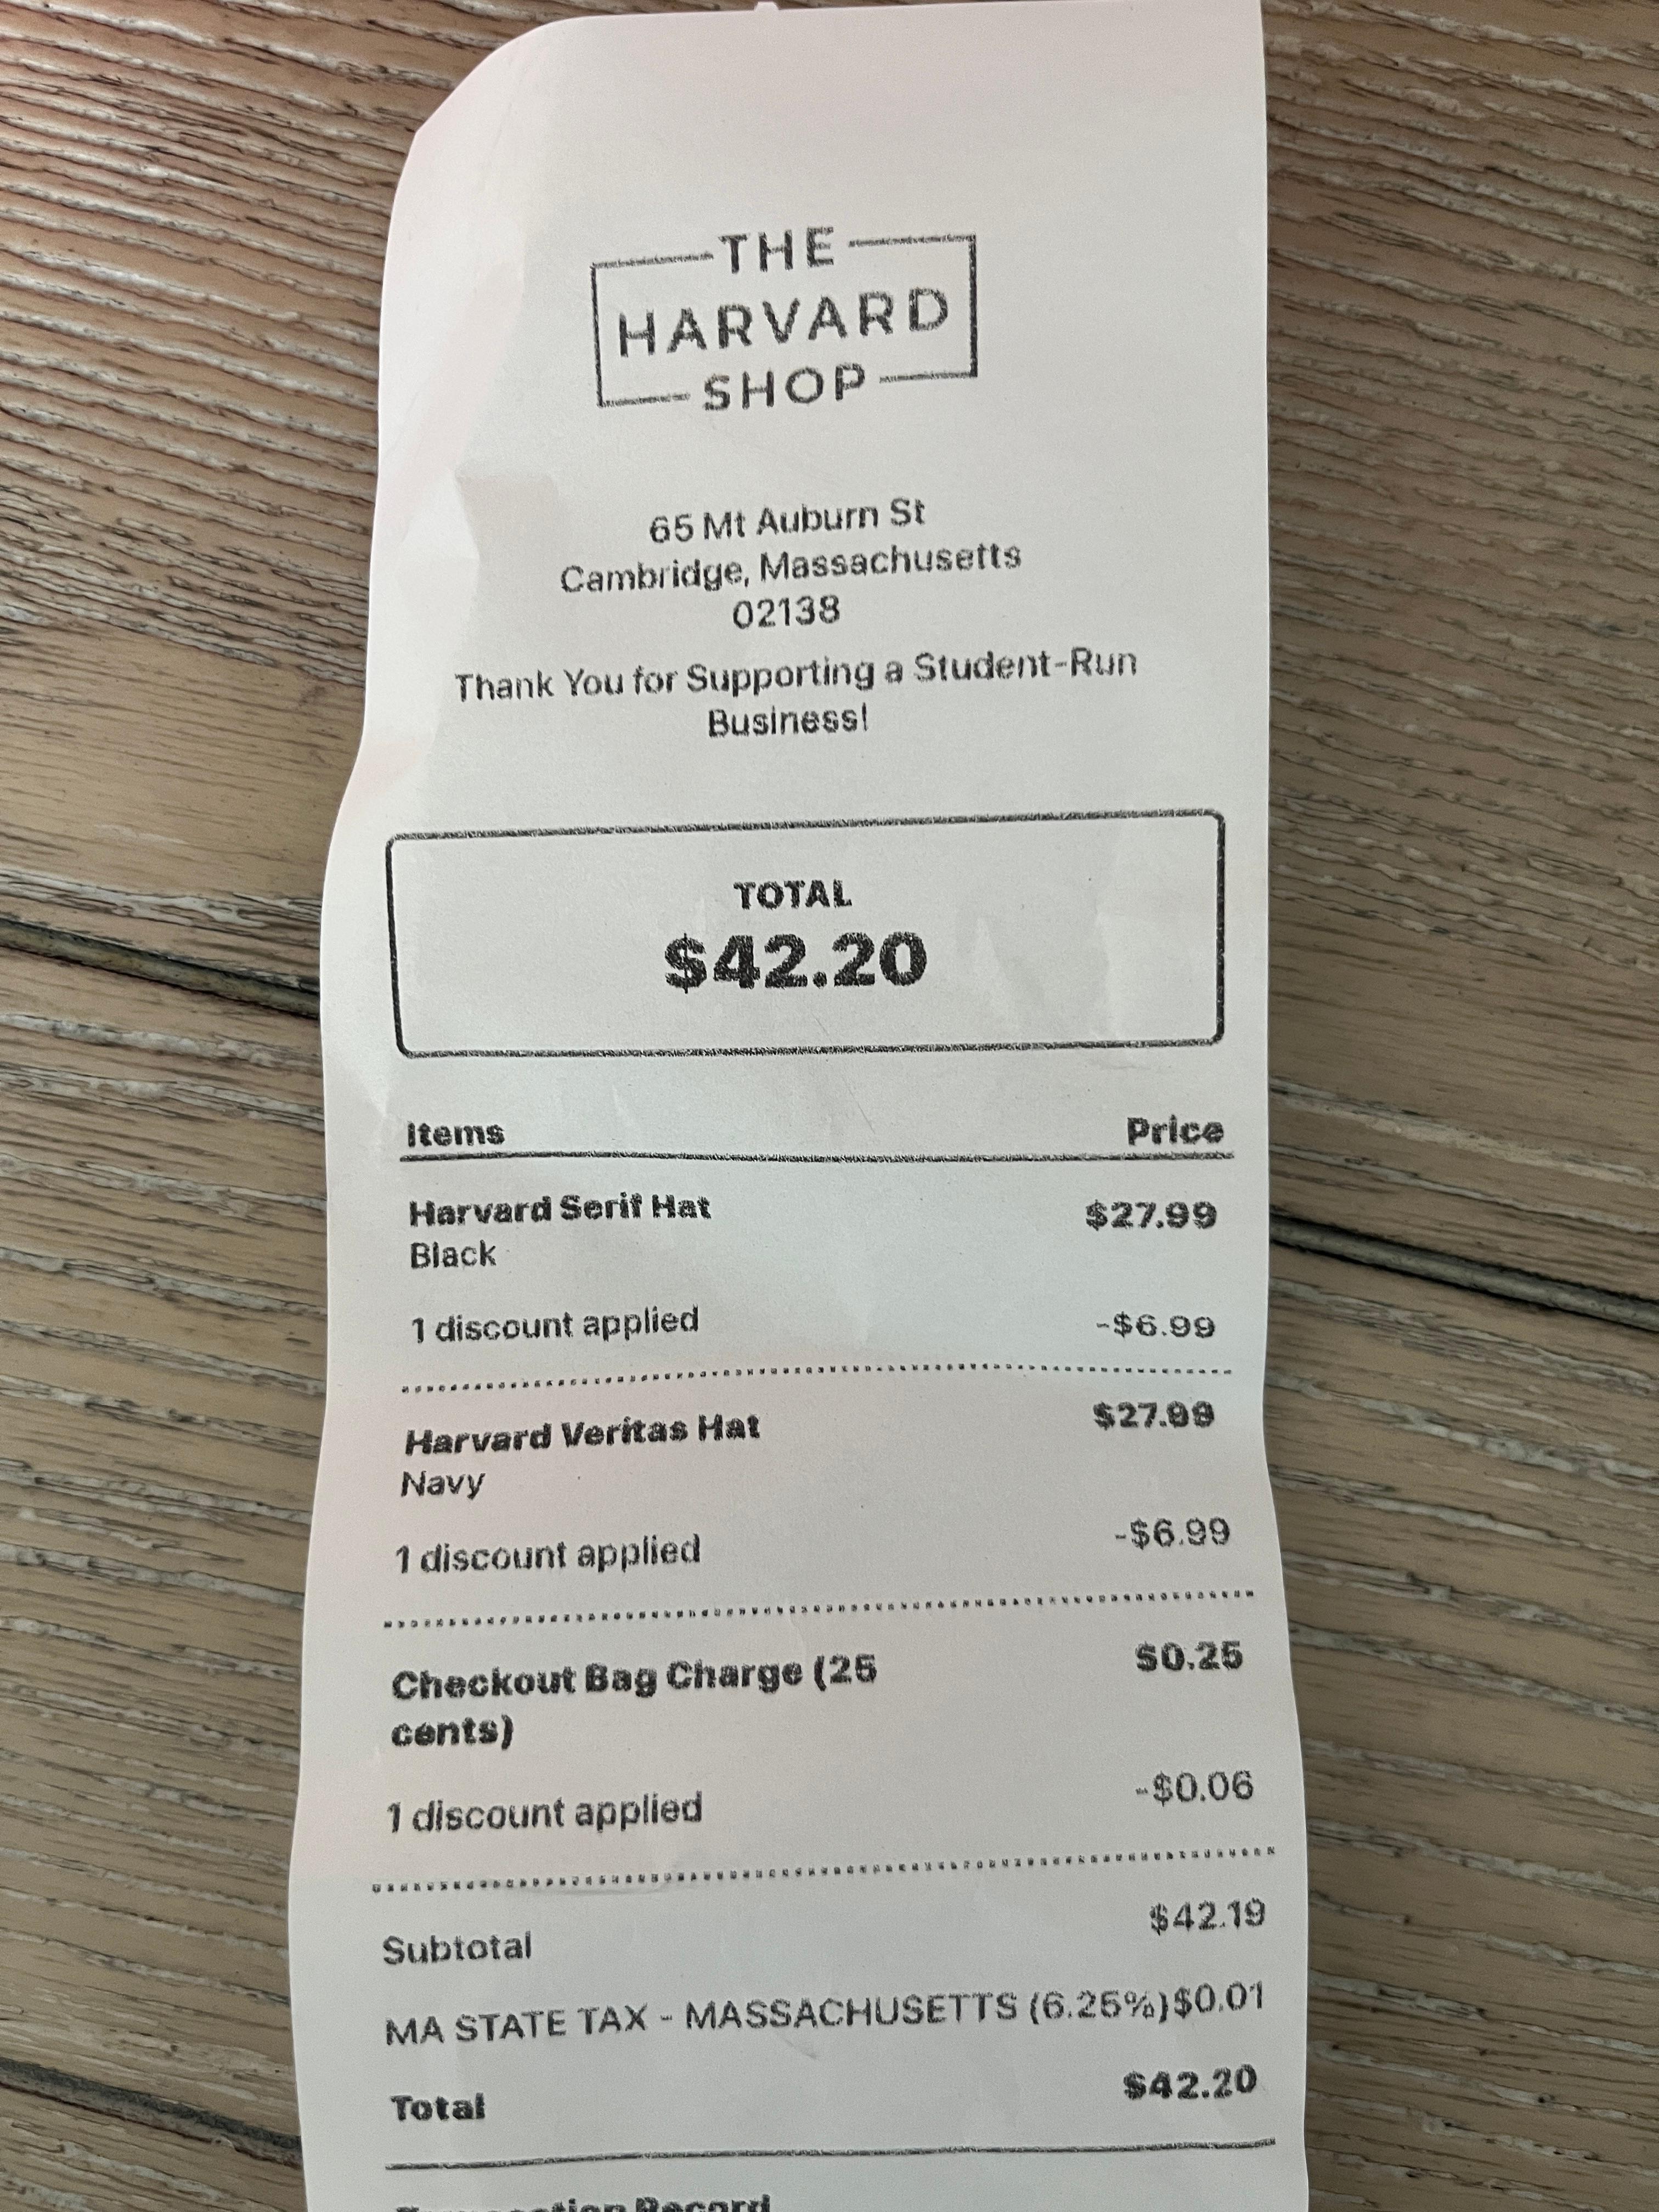 THE
HARVARD
SHOP
65 Mt Auburn St
Cambridge, Massachusetts
02138
Thank You for Supporting a Student-Run
Business!
TOTAL
$42.20
Items Price
Harvard Serif Hat $27.99
Black
1 discount applied -$6.99
Harvard Veritas Hat $27.99
Navy
1 discount applied -$6.99
Checkout Bag Charge (25 $0.25
cents)
1 discount applied -$0.06
Subtotal $42.19
MA STATE TAX - MASSACHUSETTS (6.25%)$0.01
Total $42.20
Transaction Record